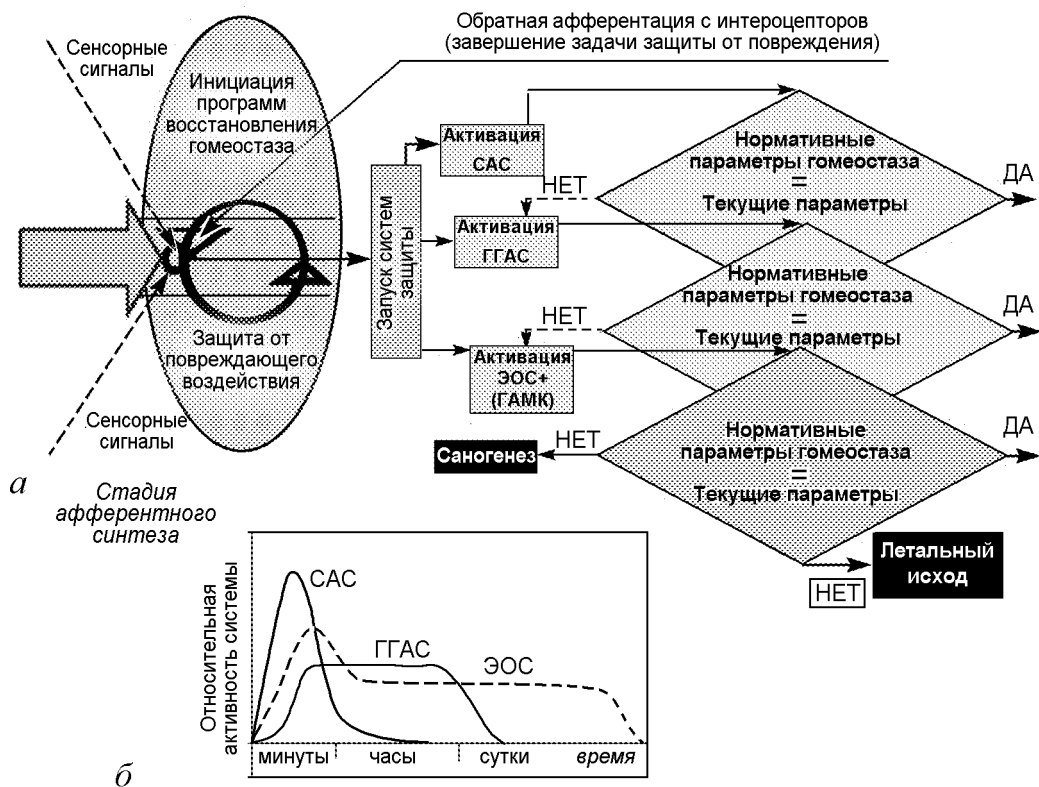 Обратная афферентация с интероцепторов
(завершение задачи защиты от повреждения)
Сенсорные
сигналы
Инициация
программ
восстановления
гомеостаза
Защита от
повреждающего
воздействия
Сенсорные
сигналы
а
Стадия
афферентного
синтеза
Запуск систем
защиты
Активация
САС
НЕТ
Активация
ГГАС
НЕТ
Активация
ЭОС+
(ГАМК)
Нормативные
параметры гомеостаза
=
Текущие параметры
ДА
Нормативные
параметры гомеостаза
=
Текущие параметры
ДА
Нормативные
параметры гомеостаза
=
Текущие параметры
ДА
НЕТ
Саногенез
НЕТ
Летальный
исход
Относительная
активность системы
САС
ГГАС
ЭОС
минуты
часы
сутки
время
б